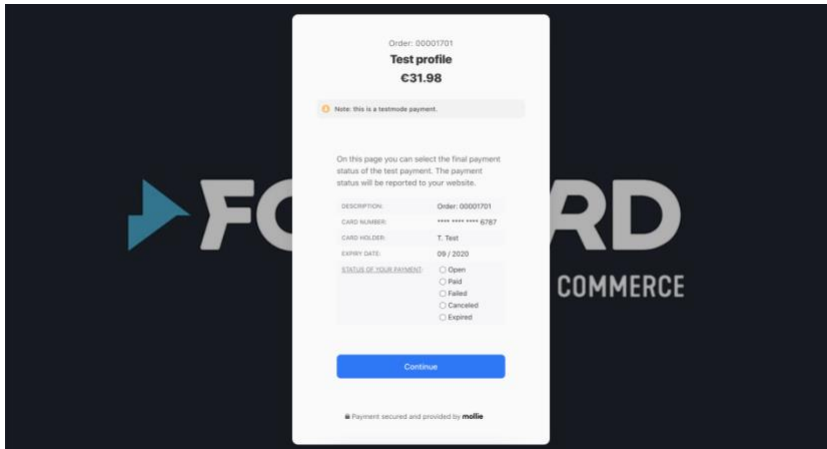 Order: 00001701
Test profile
€31.98
Note: this is a testmode payment.
On this page you can select the final payment
status of the test payment. The payment
status will be reported to your website.
DESCRIPTION: Order: 00001701
CARD NUMBER: **** **** **** 6787
CARD HOLDER: T. Test
EXPIRY DATE: 09 / 2020
STATUS OF YOUR PAYMENT: Open
Paid
Failed
Canceled
Expired
Continue
Payment secured and provided by mollie
COMMERCE